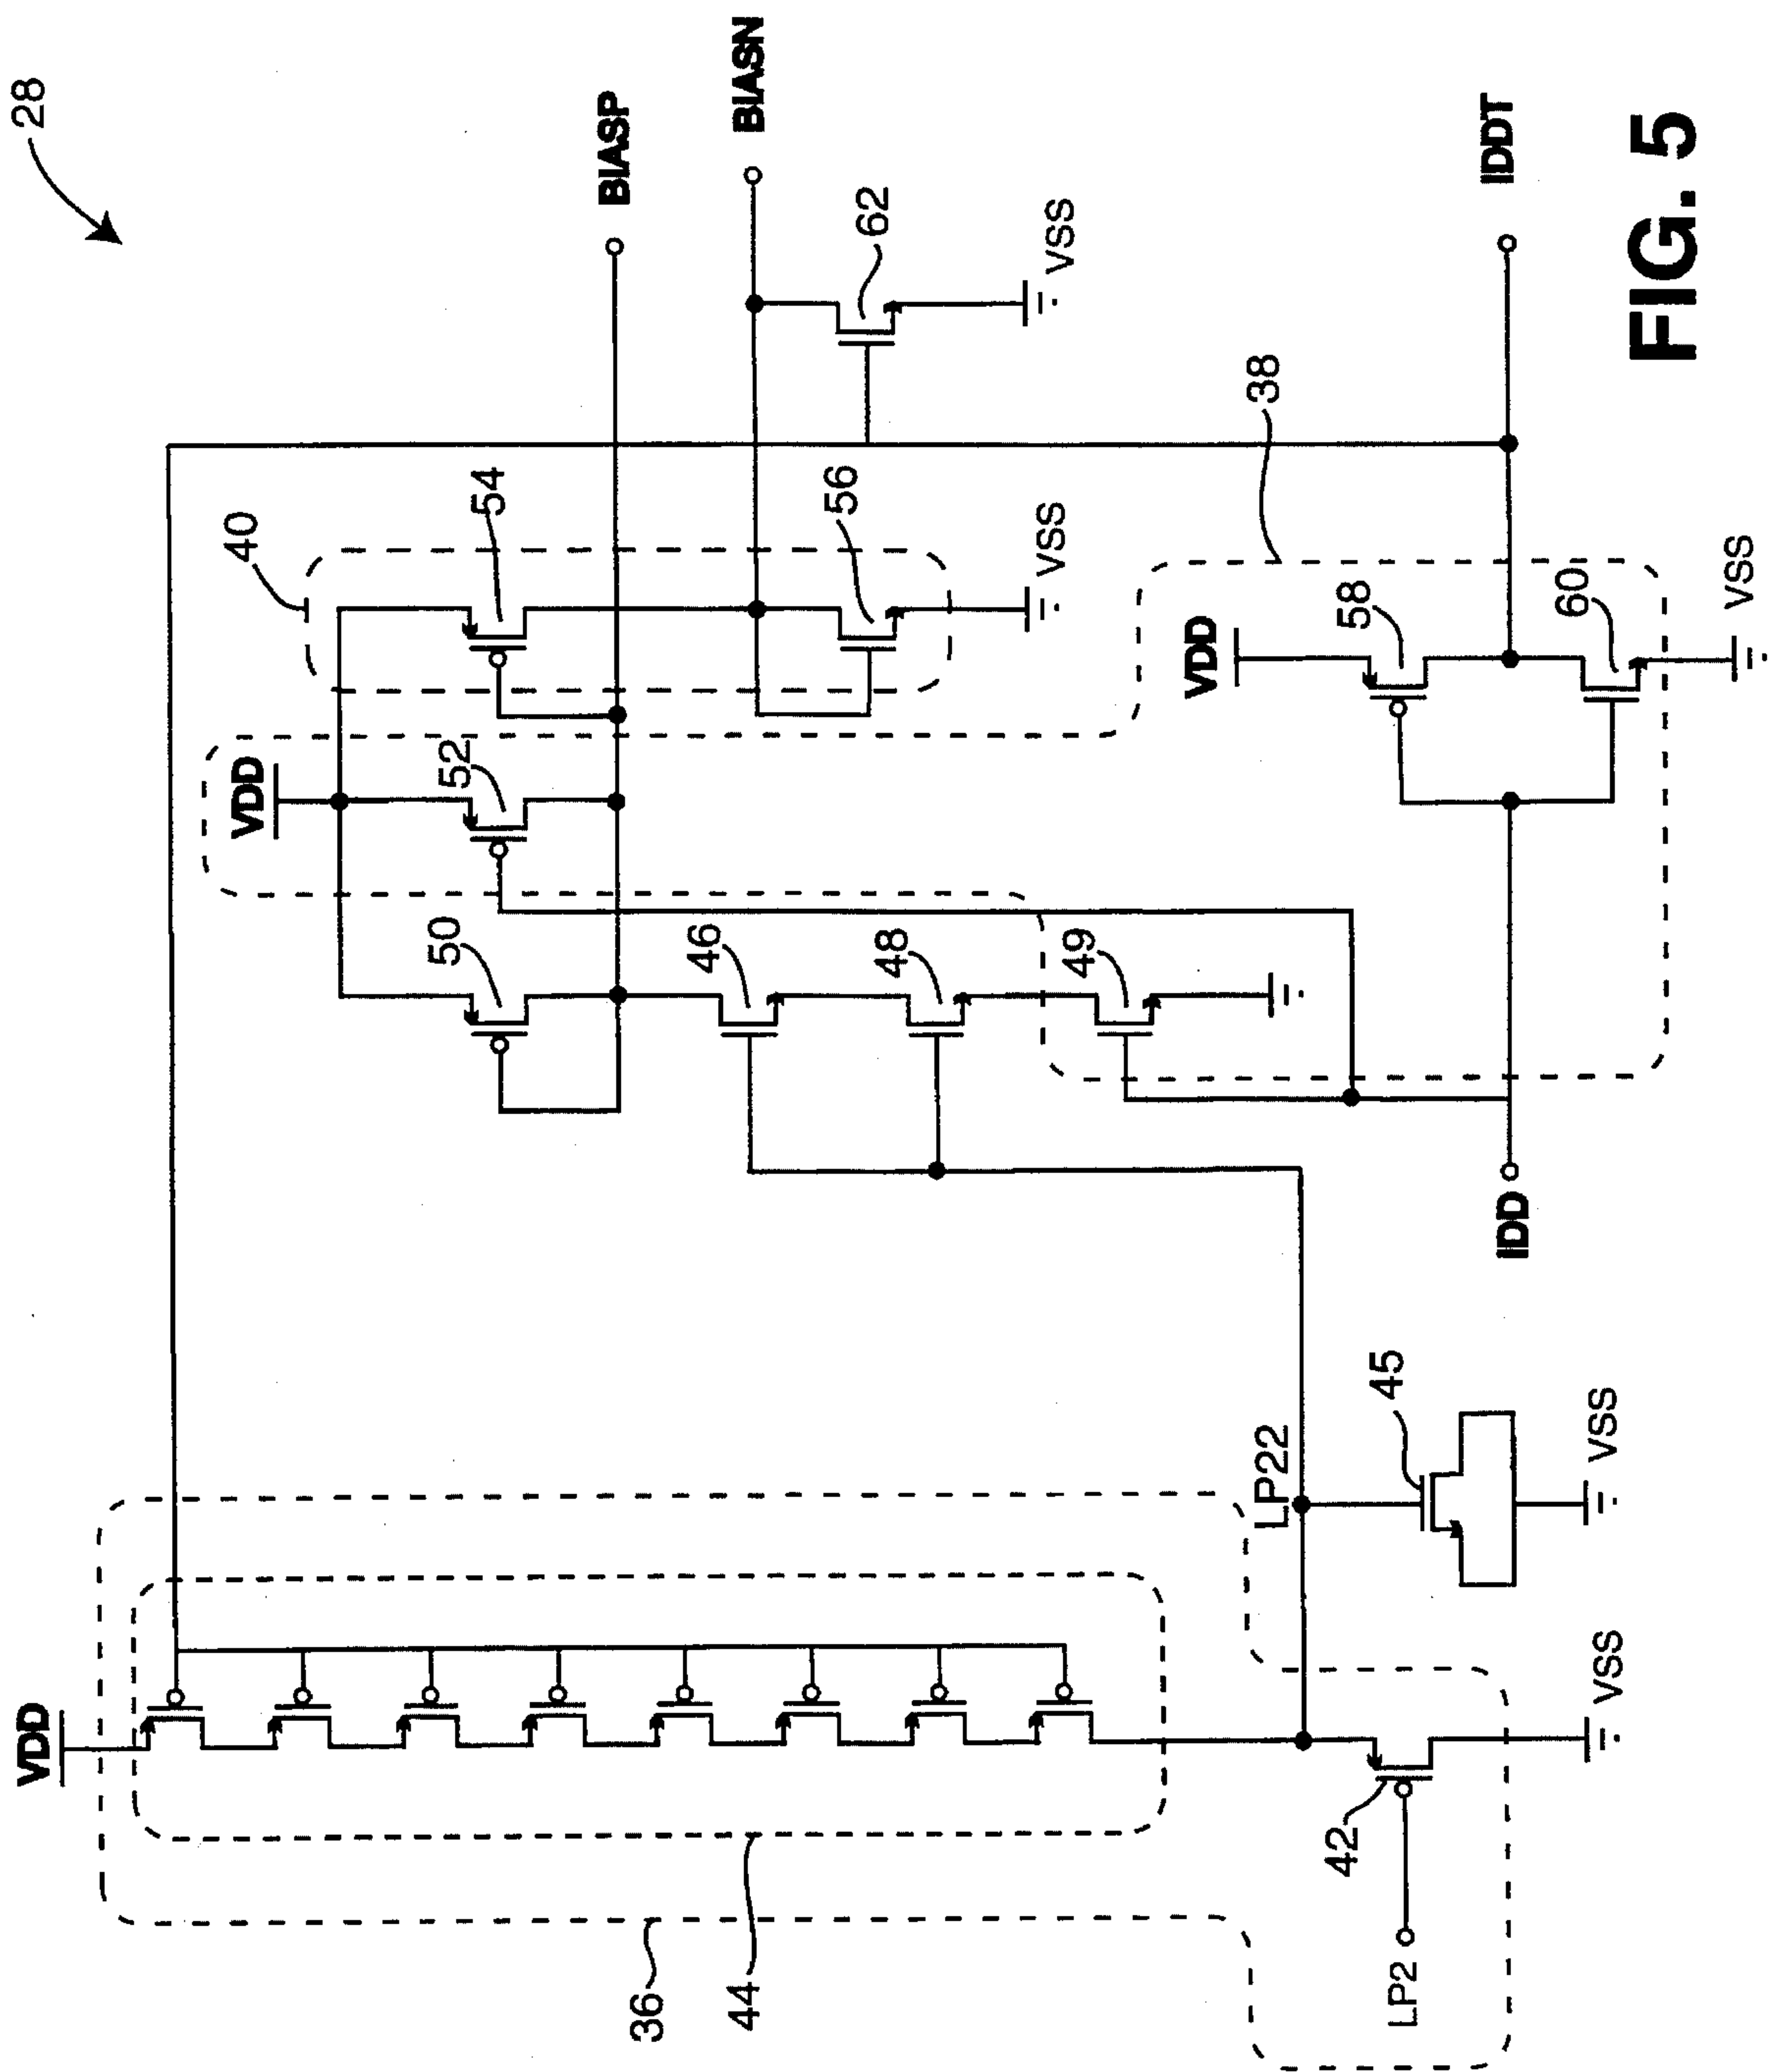 28
BIASP
BIASN
62
VSS
IDDT
FIG. 5
40
54
56
VSS
38
VDD
52
VDD
58
60
VSS
50
46
48
49
IDD
VDD
LP22
45
VSS
VSS
42
LP2
36
44